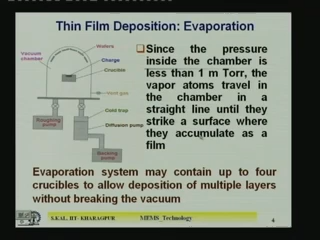 Thin Film Deposition: Evaporation
Wafers
Vacuum
chamber
Charge
Crucible
Heat coil
Cold trap
Diffusion pump
Roughing
pump
Backing
pump
Since the pressure
inside the chamber is
less than 1 m Torr, the
vapor atoms travel in
the chamber in a
straight line until they
strike a surface where
they accumulate as a
film
Evaporation system may contain up to four
crucibles to allow deposition of multiple layers
without breaking the vacuum
S.KAL, IIT- KHARAGPUR
MEMS_Technology
4